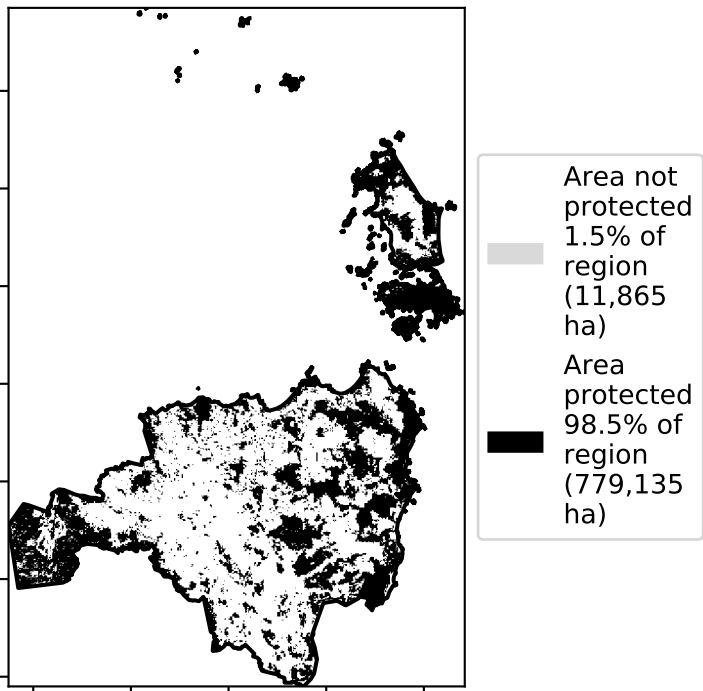 Area not
protected
1.5% of
region
(11,865
ha)
Area
protected
98.5% of
region
(779,135
ha)